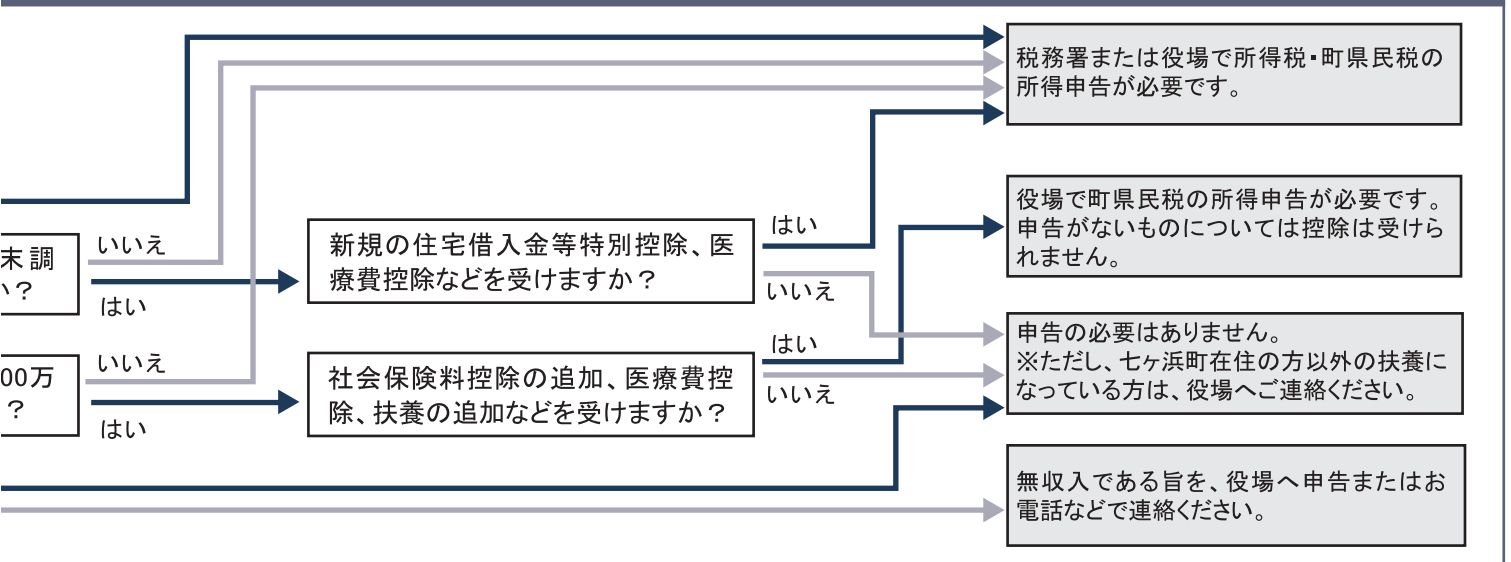 税務署または役場で所得税・町県民税の
所得申告が必要です。
役場で町県民税の所得申告が必要です。
申告がないものについては控除は受けら
れません。
末調
か？
いいえ
はい
新規の住宅借入金等特別控除、医
療費控除などを受けますか？
はい
いいえ
申告の必要はありません。
※ただし、七ヶ浜町在住の方以外の扶養に
なっている方は、役場へご連絡ください。
00万
？
いいえ
はい
社会保険料控除の追加、医療費控
除、扶養の追加などを受けますか？
はい
いいえ
無収入である旨を、役場へ申告またはお
電話などで連絡ください。